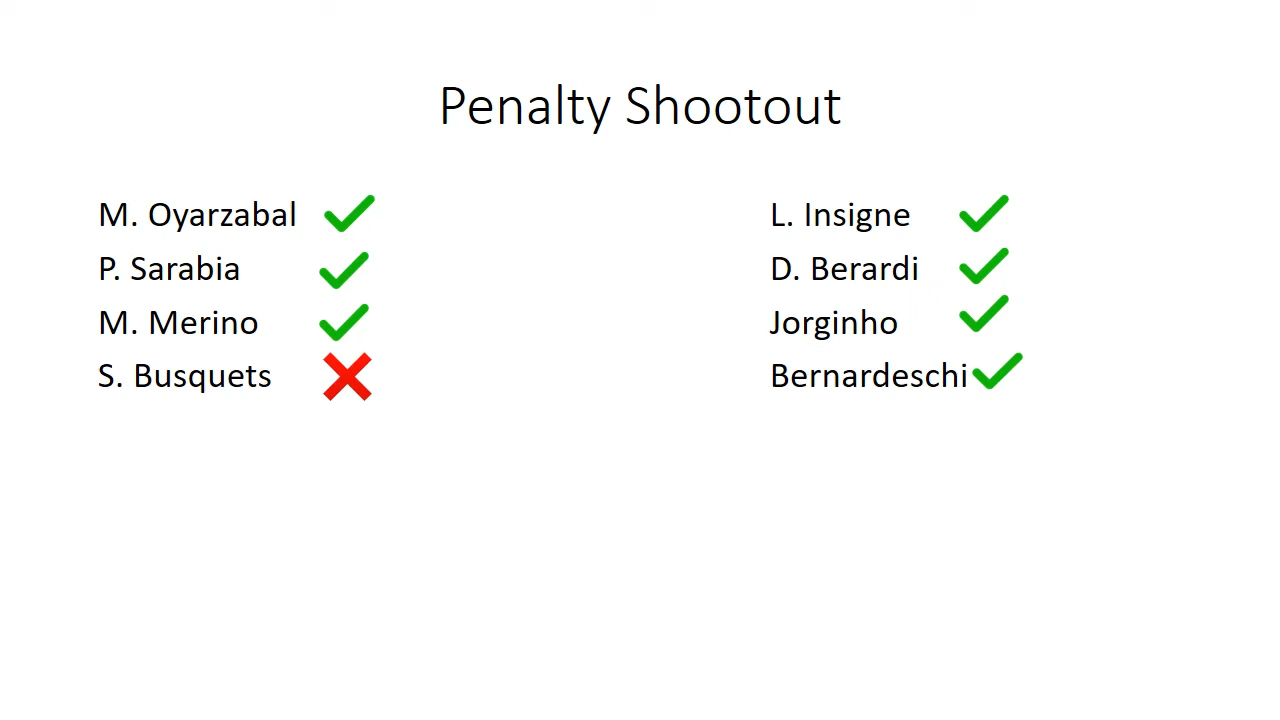 Penalty Shootout
M. Oyarzabal
P. Sarabia
M. Merino
S. Busquets
L. Insigne
D. Berardi
Jorginho
Bernardeschi